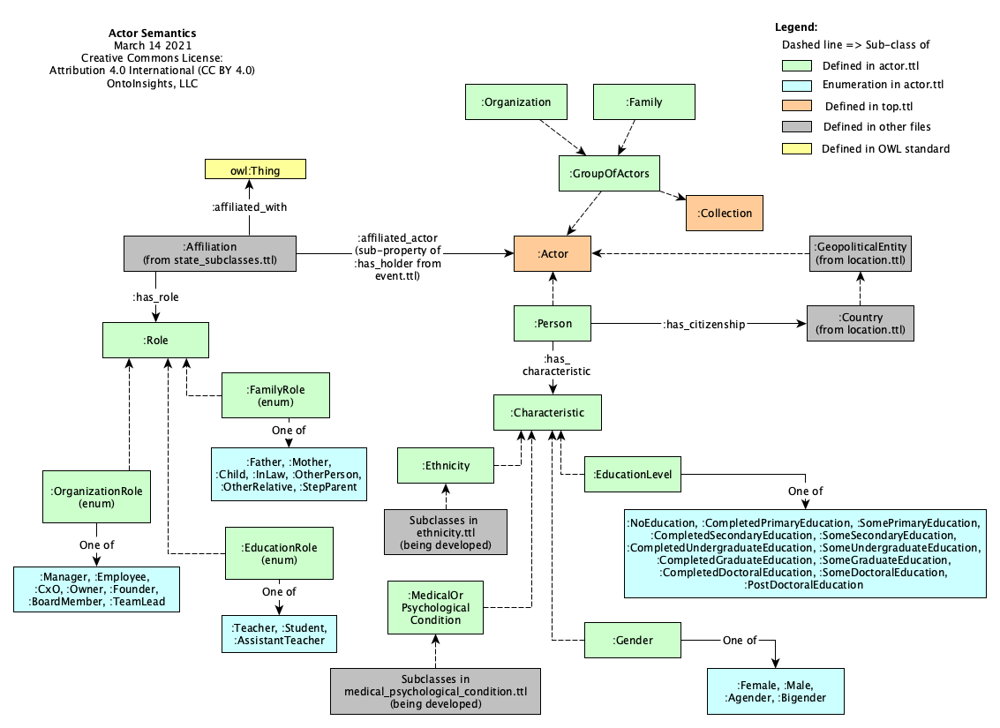 Actor Semantics
March 14 2021
Creative Commons License:
Attribution 4.0 International (CC BY 4.0)
OntoInsights, LLC
Legend:
Dashed line => Sub-class of
Defined in actor.ttl
Enumeration in actor.ttl
Defined in top.ttl
Defined in other files
Defined in OWL standard
:Organization
:Family
:GroupOfActors
:Collection
owl:Thing
:affiliated_with
:Affiliation
(from state_subclasses.ttl)
:affiliated_actor
(sub-property of
:has_holder from
event.ttl)
:Actor
:GeopoliticalEntity
(from location.ttl)
:has_role
:Person
:has_citizenship
:Country
(from location.ttl)
:Role
:has_
characteristic
:FamilyRole
(enum)
One of
:Father, :Mother,
:Child, :InLaw, :OtherPerson,
:OtherRelative, :StepParent
:Characteristic
:Ethnicity
Subclasses in
ethnicity.ttl
(being developed)
:EducationLevel
One of
:NoEducation, :CompletedPrimaryEducation, :SomePrimaryEducation,
:CompletedSecondaryEducation, :SomeSecondaryEducation,
:CompletedUndergraduateEducation, :SomeUndergraduateEducation,
:CompletedGraduateEducation, :SomeGraduateEducation,
:CompletedDoctoralEducation, :SomeDoctoralEducation,
:PostDoctoralEducation
:OrganizationRole
(enum)
One of
:Manager, :Employee,
:CxO, :Owner, :Founder,
:BoardMember, :TeamLead
:EducationRole
(enum)
One of
:Teacher, :Student,
:AssistantTeacher
:MedicalOr
Psychological
Condition
Subclasses in
medical_psychological_condition.ttl
(being developed)
:Gender
One of
:Female, :Male,
:Agender, :Bigender